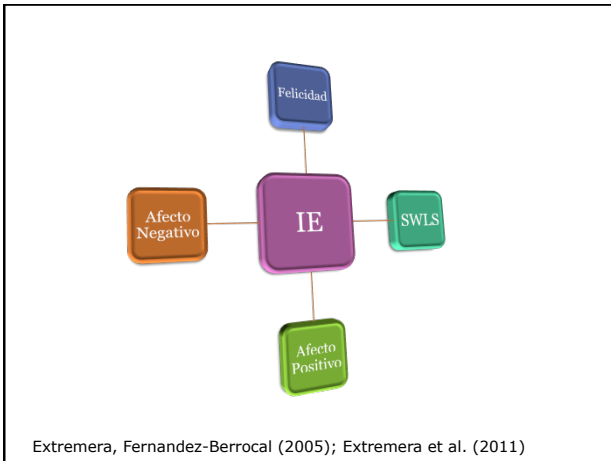 Felicidad
Afecto
Negativo
IE
SWLS
Afecto
Positivo
Extremera, Fernandez-Berrocal (2005); Extremera et al. (2011)